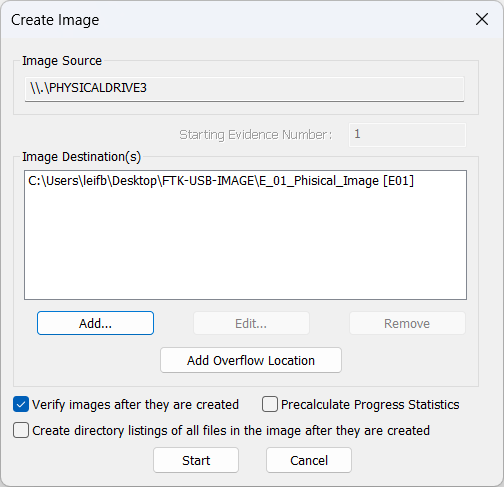 Create Image
Image Source
\\.\PHYSICALDRIVE3
Starting Evidence Number: 1
Image Destination(s)
C:\Users\leifb\Desktop\FTK-USB-IMAGE\E_01_Phisical_Image [E01]
Add... Edit... Remove
Add Overflow Location
Verify images after they are created Precalculate Progress Statistics
Create directory listings of all files in the image after they are created
Start Cancel